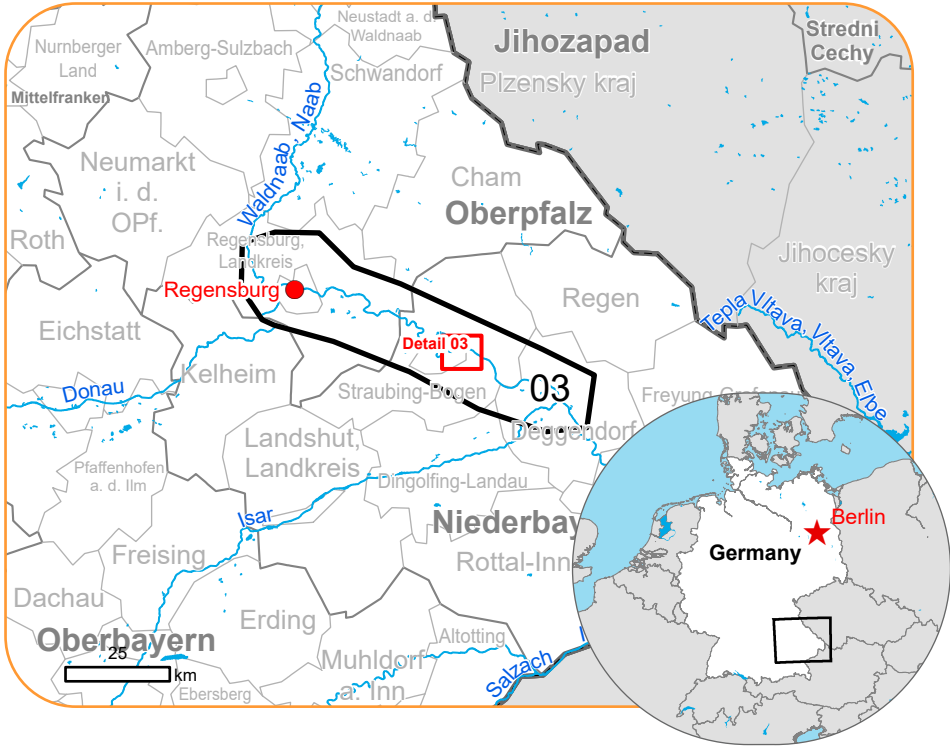 Neustadt a. d.
Waldnaab
Stredni
Cechy
Jihozapad
Plzensky kraj
Nurnberger
Land
Amberg-Sulzbach
Schwandorf
Mittelfranken
Waldnaab, Naab
Neumarkt
i. d.
OPf.
Cham
Oberpfalz
Roth
Regensburg,
Landkreis
Jihocesky
kraj
Regensburg
Regen
Eichstatt
Tepla Vltava, Vltava, Elbe
Detail 03
Donau
Kelheim
Straubing-Bogen
03
Freyung-Graf
Deggendorf
Landshut,
Landkreis
Pfaffenhofen
a. d. Ilm
Dingolfing-Landau
Isar
Niederbay
Berlin
Germany
Freising
Rottal-Inn
Dachau
Erding
Oberbayern
Altotting
25
km
Muhldorf
a. Inn
Ebersberg
Salzach